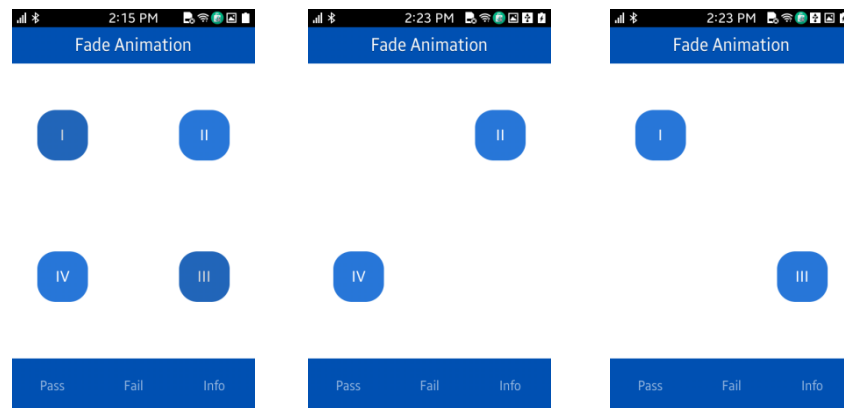 2:15 PM
Fade Animation
I II
IV III
Pass Fail Info
2:23 PM
Fade Animation
II
IV
Pass Fail Info
2:23 PM
Fade Animation
I
III
Pass Fail Info